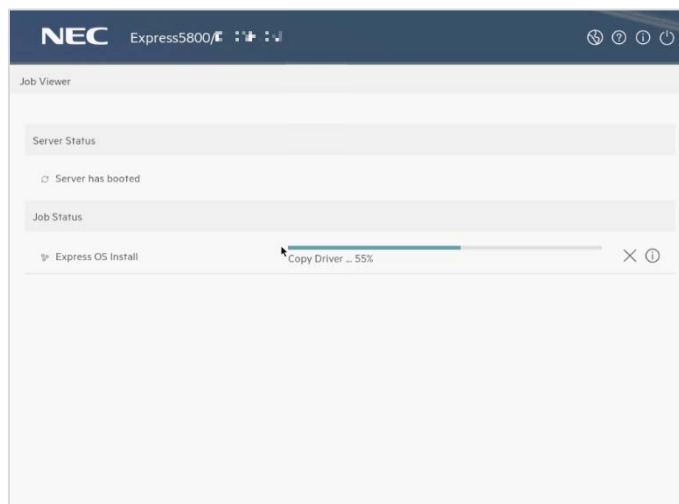 NEC Express5800/
Job Viewer
Server Status
Server has booted
Job Status
Express OS Install
Copy Driver ... 55%